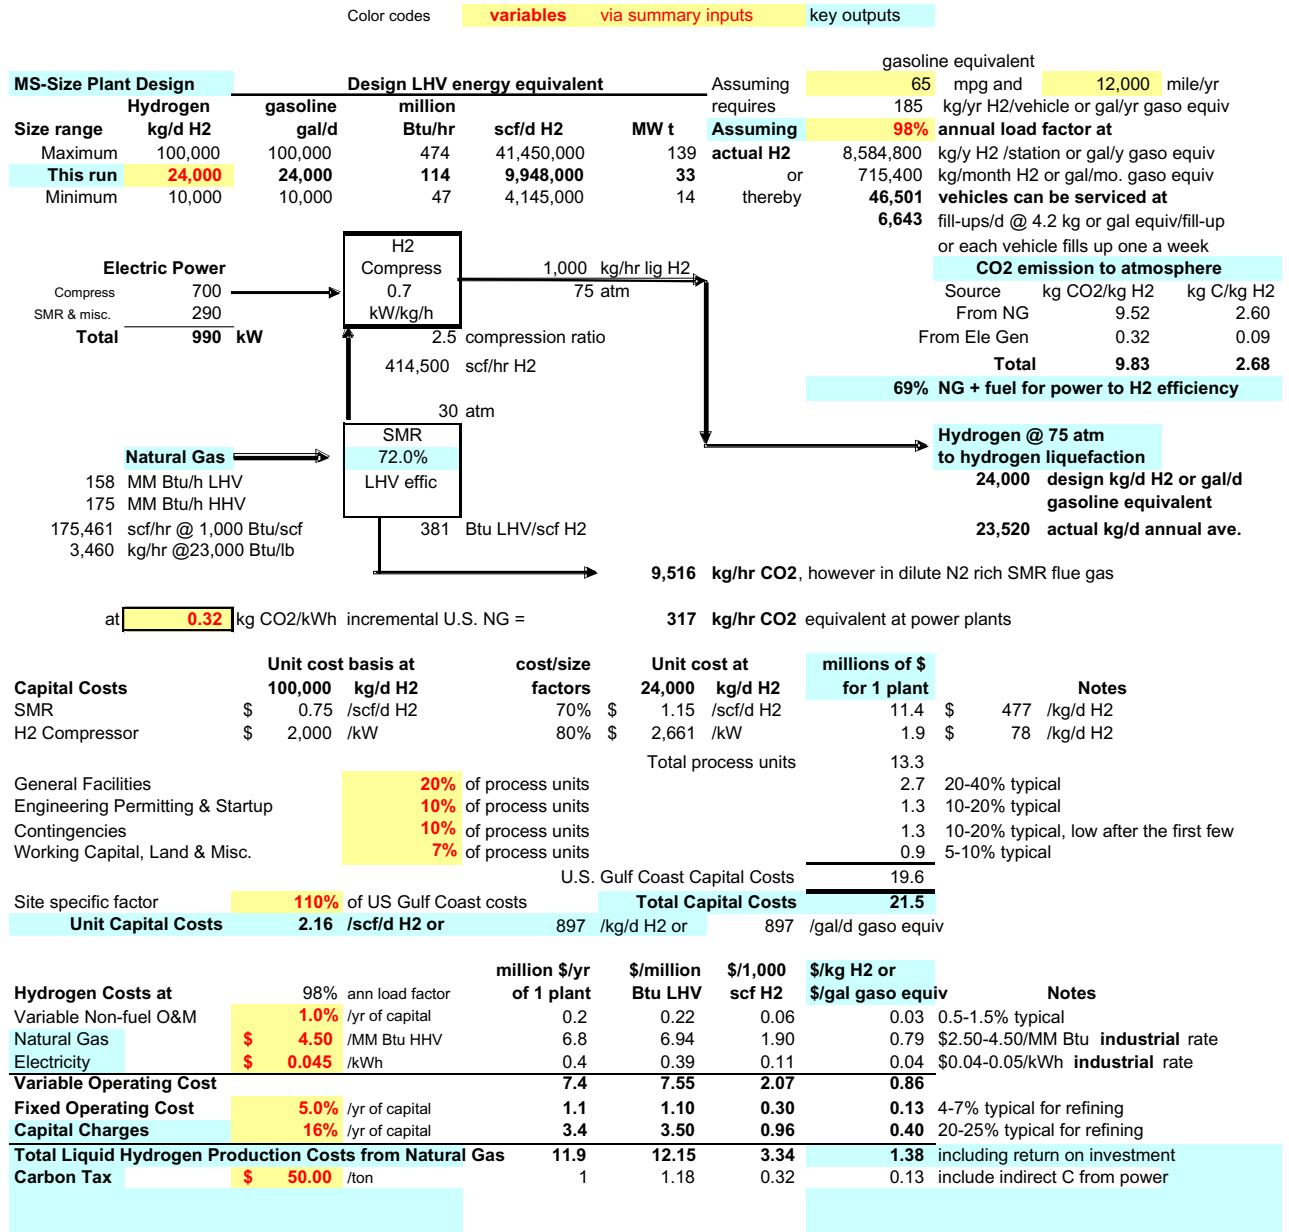 Color codes variables via summary inputs key outputs
gasoline equivalent
MS-Size Plant Design Design LHV energy equivalent Assuming 65 mpg and 12,000 mile/yr
Hydrogen gasoline million requires 185 kg/yr H2/vehicle or gal/yr gaso equiv
Size range kg/d H2 gal/d Btu/hr scf/d H2 MW t Assuming 98% annual load factor at
Maximum 100,000 100,000 474 41,450,000 139 actual H2 8,584,800 kg/y H2 /station or gal/y gaso equiv
This run 24,000 24,000 114 9,948,000 33 or 715,400 kg/month H2 or gal/mo. gaso equiv
Minimum 10,000 10,000 47 4,145,000 14 thereby 46,501 vehicles can be serviced at
6,643 fill-ups/d @ 4.2 kg or gal equiv/fill-up
H2 or each vehicle fills up one a week
Electric Power Compress 1,000 kg/hr lig H2 CO2 emission to atmosphere
Compress 700 0.7 75 atm Source kg CO2/kg H2 kg C/kg H2
SMR & misc. 290 kW/kg/h From NG 9.52 2.60
Total 990 kW 2.5 compression ratio From Ele Gen 0.32 0.09
414,500 scf/hr H2 Total 9.83 2.68
69% NG + fuel for power to H2 efficiency
30 atm
SMR Hydrogen @ 75 atm
Natural Gas 72.0% to hydrogen liquefaction
158 MM Btu/h LHV LHV effic 24,000 design kg/d H2 or gal/d
175 MM Btu/h HHV gasoline equivalent
175,461 scf/hr @ 1,000 Btu/scf 381 Btu LHV/scf H2 23,520 actual kg/d annual ave.
3,460 kg/hr @23,000 Btu/lb
9,516 kg/hr CO2, however in dilute N2 rich SMR flue gas
at 0.32 kg CO2/kWh incremental U.S. NG = 317 kg/hr CO2 equivalent at power plants
Unit cost basis at cost/size Unit cost at millions of $
Capital Costs 100,000 kg/d H2 factors 24,000 kg/d H2 for 1 plant Notes
SMR $ 0.75 /scf/d H2 70% $ 1.15 /scf/d H2 11.4 $ 477 /kg/d H2
H2 Compressor $ 2,000 /kW 80% $ 2,661 /kW 1.9 $ 78 /kg/d H2
Total process units 13.3
General Facilities 20% of process units 2.7 20-40% typical
Engineering Permitting & Startup 10% of process units 1.3 10-20% typical
Contingencies 10% of process units 1.3 10-20% typical, low after the first few
Working Capital, Land & Misc. 7% of process units 0.9 5-10% typical
U.S. Gulf Coast Capital Costs 19.6
Site specific factor 110% of US Gulf Coast costs Total Capital Costs 21.5
Unit Capital Costs 2.16 /scf/d H2 or 897 /kg/d H2 or 897 /gal/d gaso equiv
million $/yr $/million $/1,000 $/kg H2 or
Hydrogen Costs at 98% ann load factor of 1 plant Btu LHV scf H2 $/gal gaso equiv Notes
Variable Non-fuel O&M 1.0% /yr of capital 0.2 0.22 0.06 0.03 0.5-1.5% typical
Natural Gas $ 4.50 /MM Btu HHV 6.8 6.94 1.90 0.79 $2.50-4.50/MM Btu industrial rate
Electricity $ 0.045 /kWh 0.4 0.39 0.11 0.04 $0.04-0.05/kWh industrial rate
Variable Operating Cost 7.4 7.55 2.07 0.86
Fixed Operating Cost 5.0% /yr of capital 1.1 1.10 0.30 0.13 4-7% typical for refining
Capital Charges 16% /yr of capital 3.4 3.50 0.96 0.40 20-25% typical for refining
Total Liquid Hydrogen Production Costs from Natural Gas 11.9 12.15 3.34 1.38 including return on investment
Carbon Tax $ 50.00 /ton 1 1.18 0.32 0.13 include indirect C from power